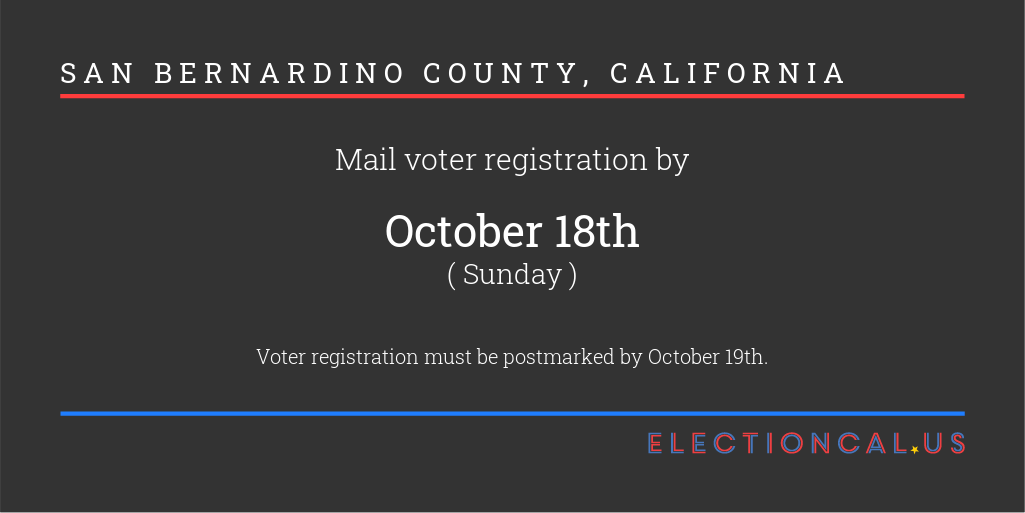 SAN BERNARDINO COUNTY, CALIFORNIA
Mail voter registration by
October 18th
( Sunday )
Voter registration must be postmarked by October 19th.
ELECTIONCAL.US